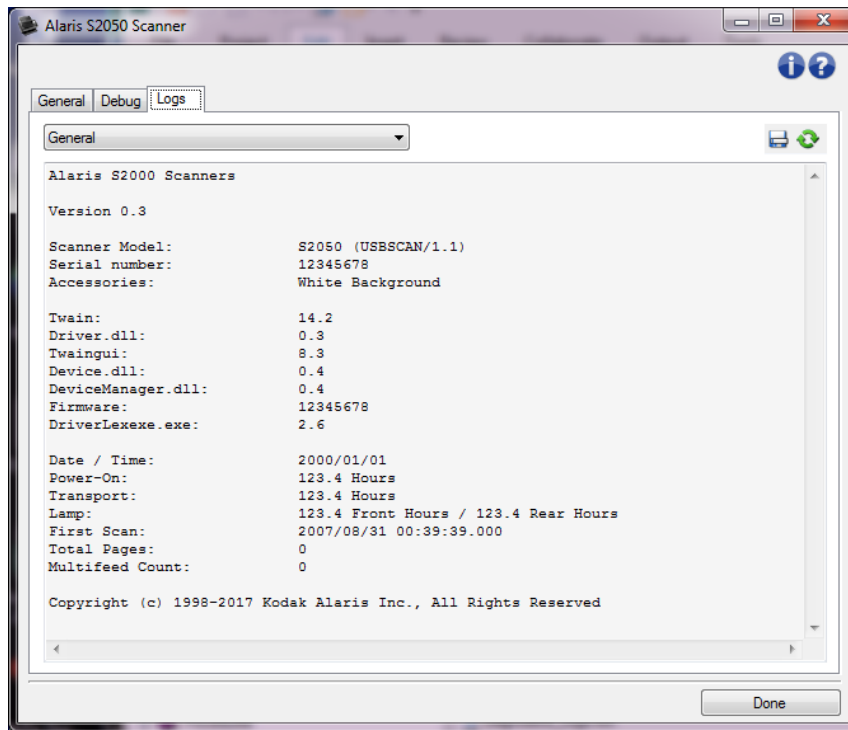 Alaris S2050 Scanner
General Debug Logs
General
Alaris S2000 Scanners
Version 0.3
Scanner Model: S2050 (USBSCAN/1.1)
Serial number: 12345678
Accessories: White Background
Twain: 14.2
Driver.dll: 0.3
Twaingui: 8.3
Device.dll: 0.4
DeviceManager.dll: 0.4
Firmware: 12345678
DriverLexexe.exe: 2.6
Date / Time: 2000/01/01
Power-On: 123.4 Hours
Transport: 123.4 Hours
Lamp: 123.4 Front Hours / 123.4 Rear Hours
First Scan: 2007/08/31 00:39:39.000
Total Pages: 0
Multifeed Count: 0
Copyright (c) 1998-2017 Kodak Alaris Inc., All Rights Reserved
Done